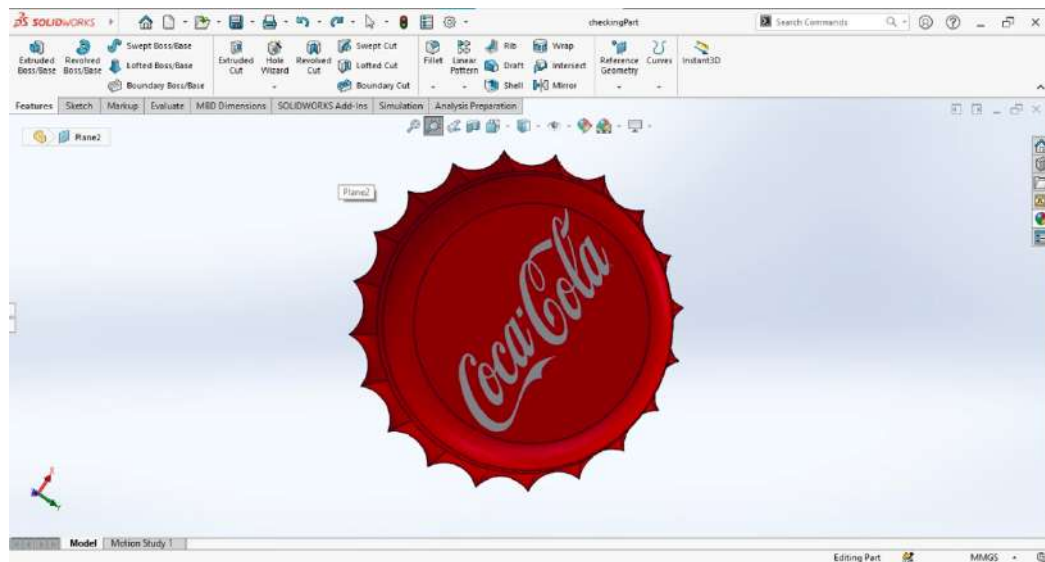 SOLIDWORKS
checkingPart
Search Commands
Extruded Boss/Base
Revolved Boss/Base
Swept Boss/Base
Lofted Boss/Base
Boundary Boss/Base
Extruded Cut
Hole Wizard
Revolved Cut
Swept Cut
Lofted Cut
Boundary Cut
Fillet
Linear Pattern
Rib
Draft
Shell
Wrap
Intersect
Mirror
Reference Geometry
Curves
Instant3D
Features Sketch Markup Evaluate MBD Dimensions SOLIDWORKS Add-Ins Simulation Analysis Preparation
Plane2
Plane2
Coca-Cola
Model Motion Study 1
Editing Part MMGS